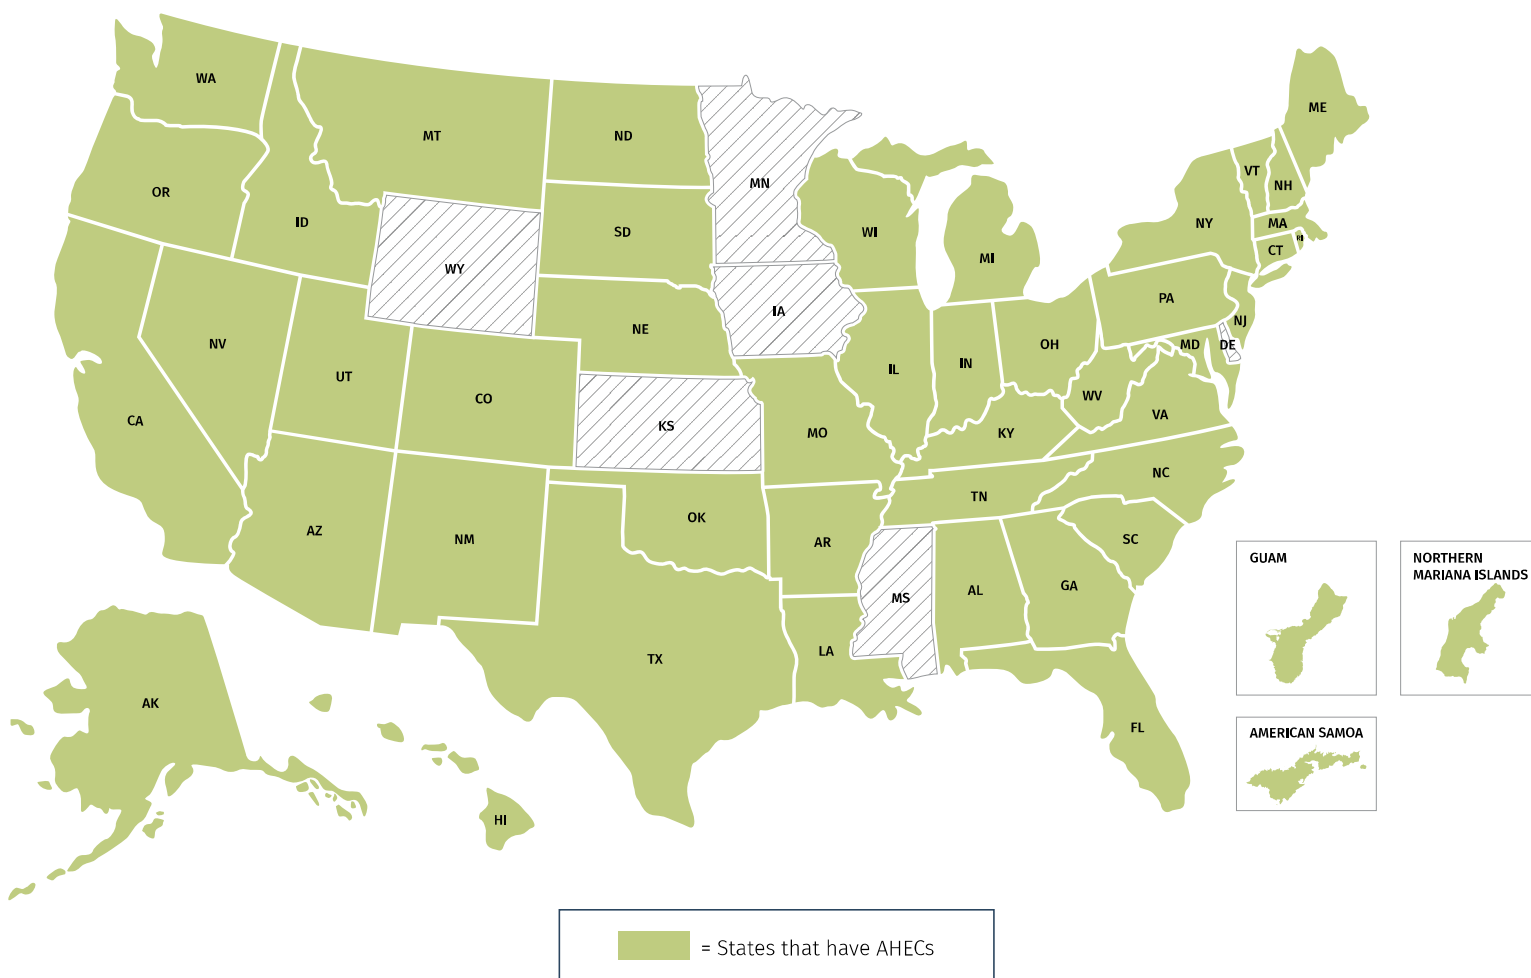 WA
MT
ND
MN
ME
OR
ID
SD
WI
VT
NH
WY
MI
NY
MA
RI
CT
NV
NE
IA
PA
NJ
UT
CO
IL
IN
OH
MD
DE
CA
KS
MO
KY
WV
VA
AZ
NM
OK
AR
TN
NC
SC
TX
LA
MS
AL
GA
FL
AK
HI
GUAM
NORTHERN
MARIANA ISLANDS
AMERICAN SAMOA
= States that have AHECs